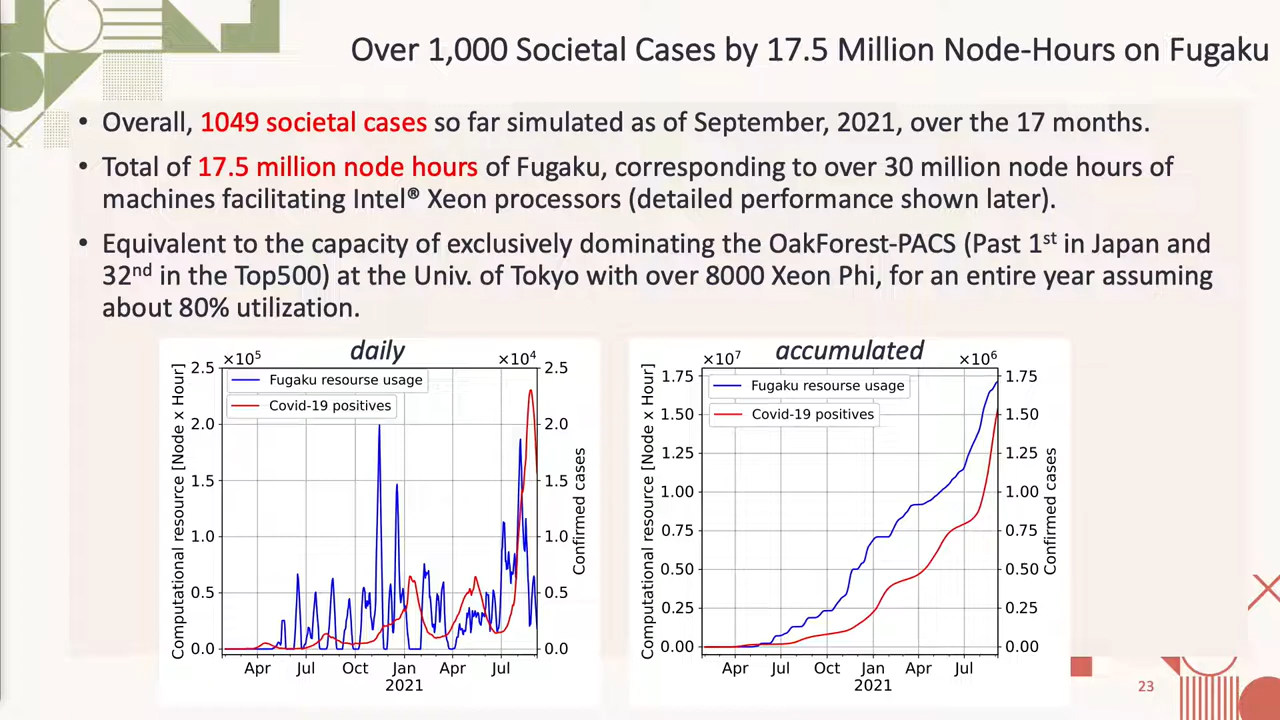 Over 1,000 Societal Cases by 17.5 Million Node-Hours on Fugaku
• Overall, 1049 societal cases so far simulated as of September, 2021, over the 17 months.
• Total of 17.5 million node hours of Fugaku, corresponding to over 30 million node hours of
machines facilitating Intel® Xeon processors (detailed performance shown later).
• Equivalent to the capacity of exclusively dominating the OakForest-PACS (Past 1st in Japan and
32nd in the Top500) at the Univ. of Tokyo with over 8000 Xeon Phi, for an entire year assuming
about 80% utilization.
daily
×10⁵
×10⁴
Fugaku resourse usage
Covid-19 positives
Computational resource [Node x Hour]
2.5
2.0
1.5
1.0
0.5
0.0
2.5
2.0
1.5
1.0
0.5
0.0
Confirmed cases
Apr Jul Oct Jan Apr Jul
2021
accumulated
×10⁷
×10⁶
Fugaku resourse usage
Covid-19 positives
Computational resource [Node x Hour]
1.75
1.50
1.25
1.00
0.75
0.50
0.25
0.00
1.75
1.50
1.25
1.00
0.75
0.50
0.25
0.00
Confirmed cases
Apr Jul Oct Jan Apr Jul
2021
23